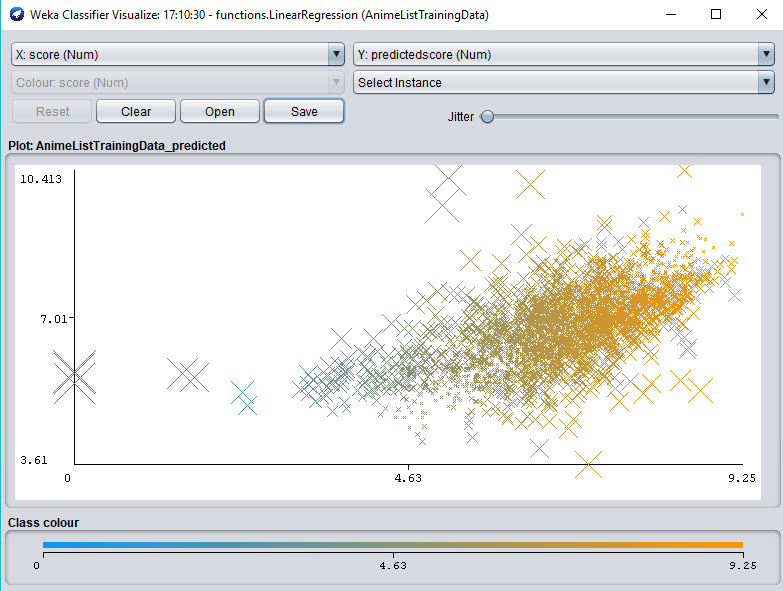 Weka Classifier Visualize: 17:10:30 - functions.LinearRegression (AnimeListTrainingData)
X: score (Num) Y: predictedscore (Num)
Colour: score (Num) Select Instance
Reset Clear Open Save Jitter
Plot: AnimeListTrainingData_predicted
10.413
7.01
3.61
0 4.63 9.25
Class colour
0 4.63 9.25